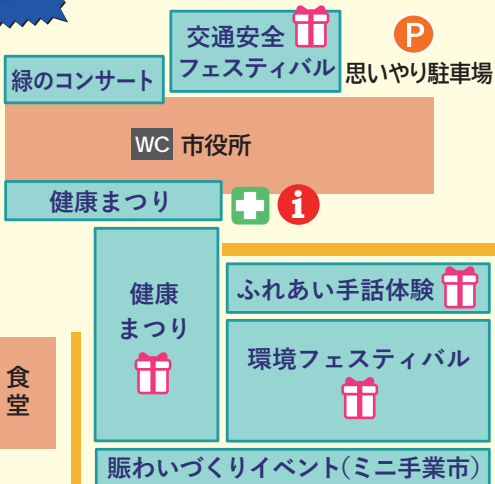 交通安全
フェスティバル
P
思いやり駐車場
緑のコンサート
WC 市役所
健康まつり
i
健康
まつり
ふれあい手話体験
環境フェスティバル
食
堂
賑わいづくりイベント(ミニ手業市)